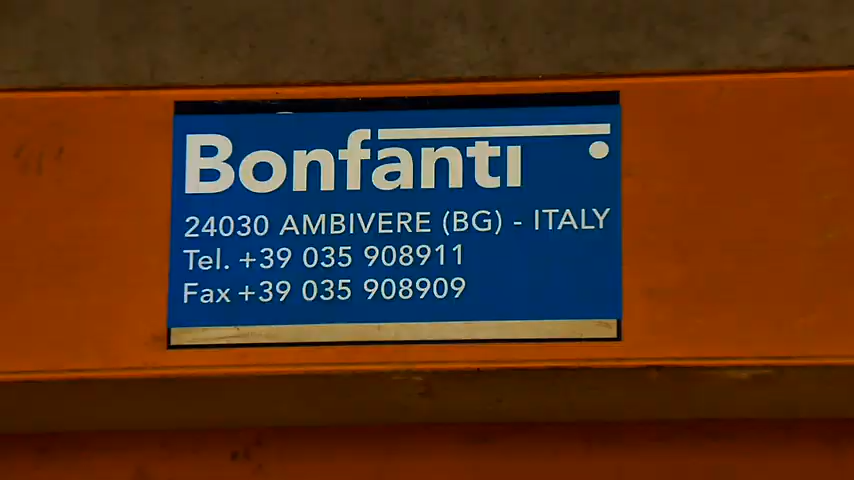 Bonfanti
24030 AMBIVERE (BG) - ITALY
Tel. +39 035 908911
Fax +39 035 908909